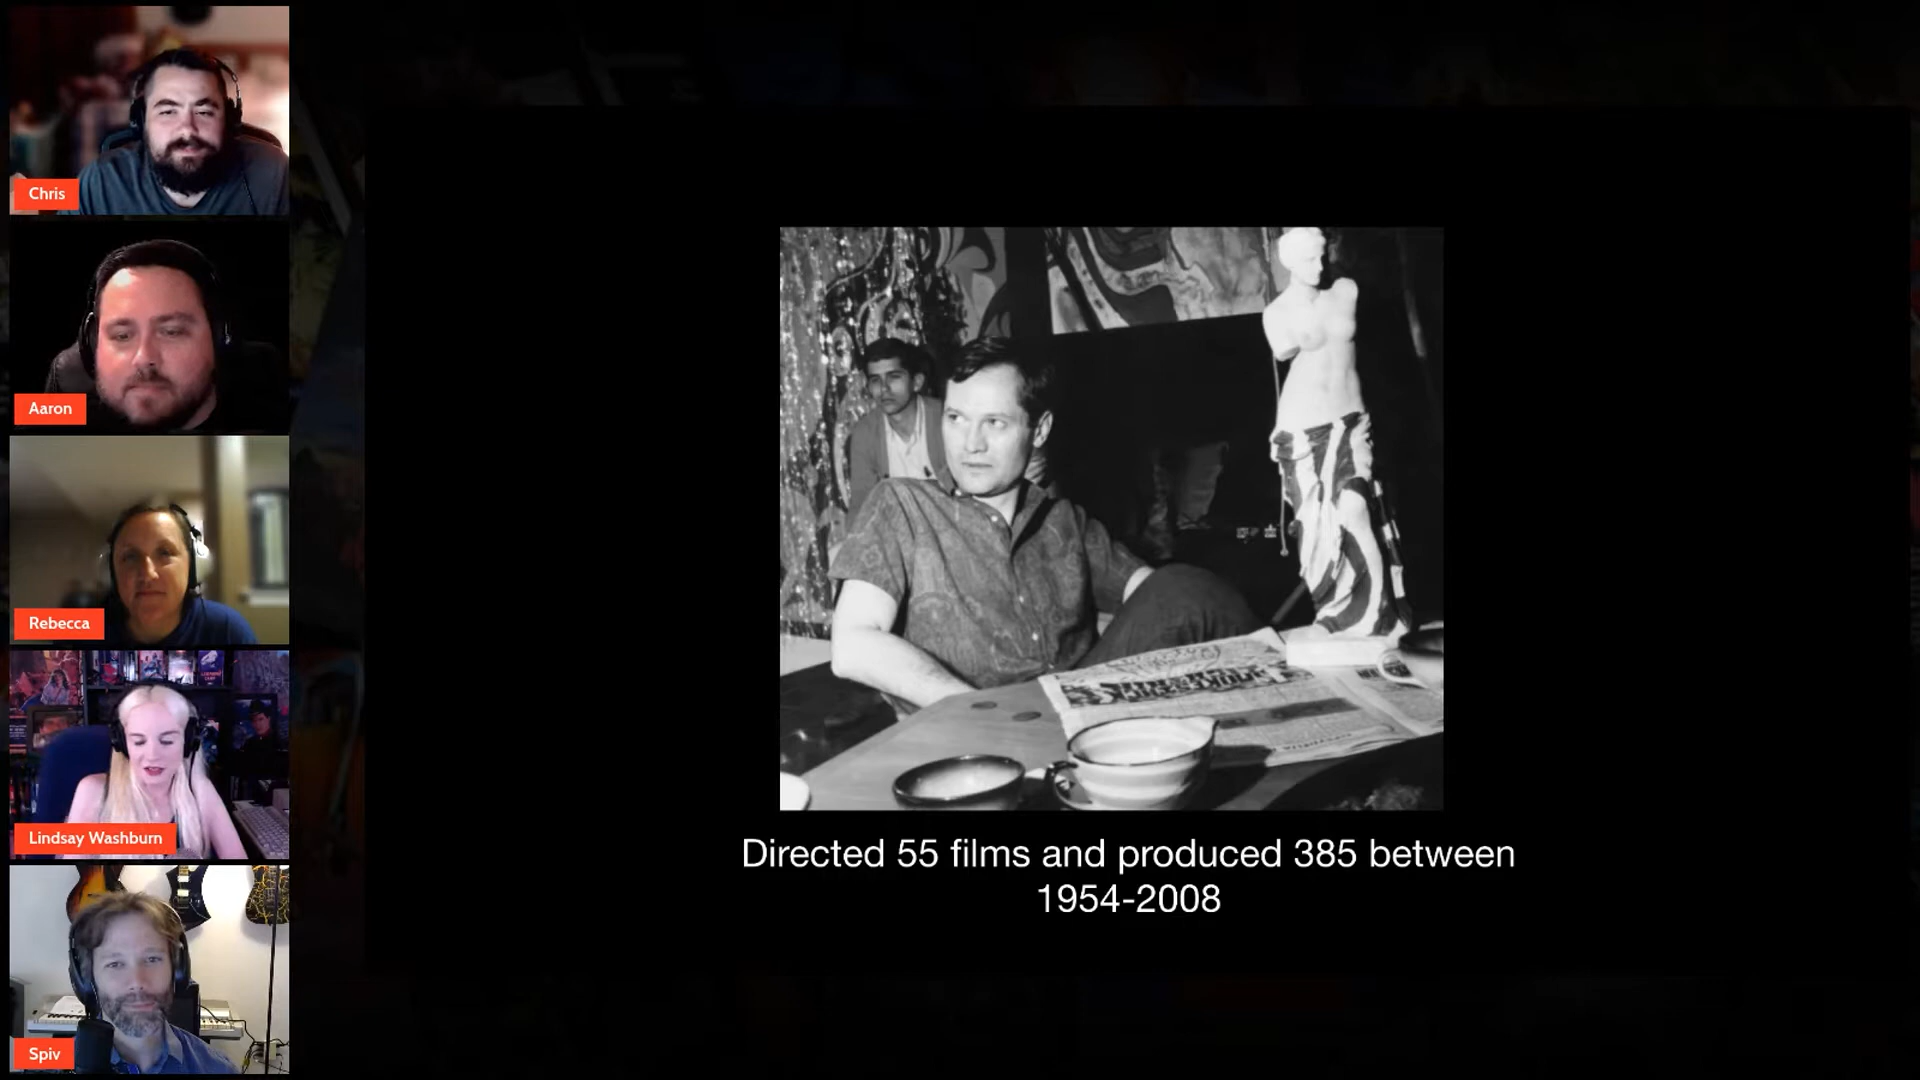 Chris
Aaron
Rebecca
Lindsay Washburn
Spiv
Directed 55 films and produced 385 between
1954-2008